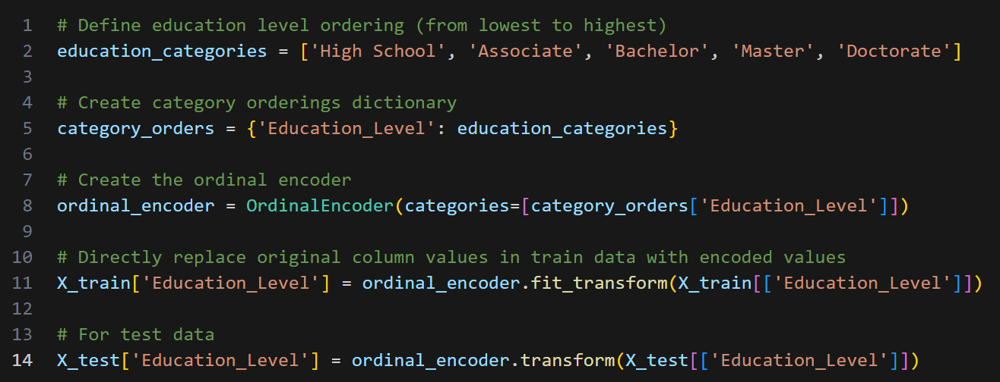 1 # Define education level ordering (from lowest to highest)
2 education_categories = ['High School', 'Associate', 'Bachelor', 'Master', 'Doctorate']
3
4 # Create category orderings dictionary
5 category_orders = {'Education_Level': education_categories}
6
7 # Create the ordinal encoder
8 ordinal_encoder = OrdinalEncoder(categories=[category_orders['Education_Level']])
9
10 # Directly replace original column values in train data with encoded values
11 X_train['Education_Level'] = ordinal_encoder.fit_transform(X_train[['Education_Level']])
12
13 # For test data
14 X_test['Education_Level'] = ordinal_encoder.transform(X_test[['Education_Level']])